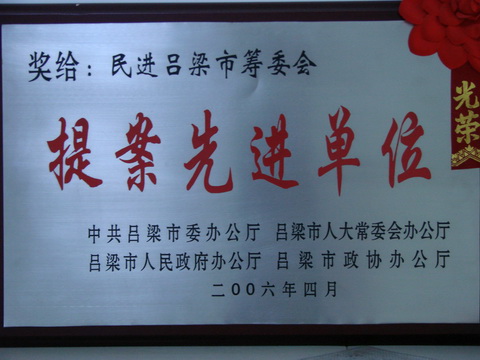 奖给：民进吕梁市筹委会
光荣
提案先进单位
中共吕梁市委办公厅 吕梁市人大常委会办公厅
吕梁市人民政府办公厅 吕梁市政协办公厅
二00六年四月